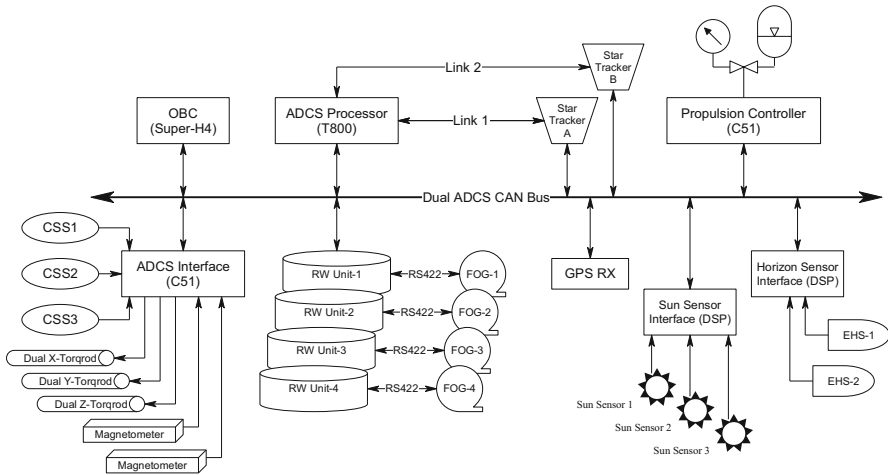 Star
Tracker
B
Link 2
OBC
(Super-H4)
ADCS Processor
(T800)
Link 1
Star
Tracker
A
Propulsion Controller
(C51)
Dual ADCS CAN Bus
CSS1
CSS2
CSS3
ADCS Interface
(C51)
Dual X-Torqrod
Dual Y-Torqrod
Dual Z-Torqrod
Magnetometer
Magnetometer
RW Unit-1
RS422
FOG-1
RW Unit-2
RS422
FOG-2
RW Unit-3
RS422
FOG-3
RW Unit-4
RS422
FOG-4
GPS RX
Sun Sensor
Interface (DSP)
Sun Sensor 1
Sun Sensor 2
Sun Sensor 3
Horizon Sensor
Interface (DSP)
EHS-1
EHS-2